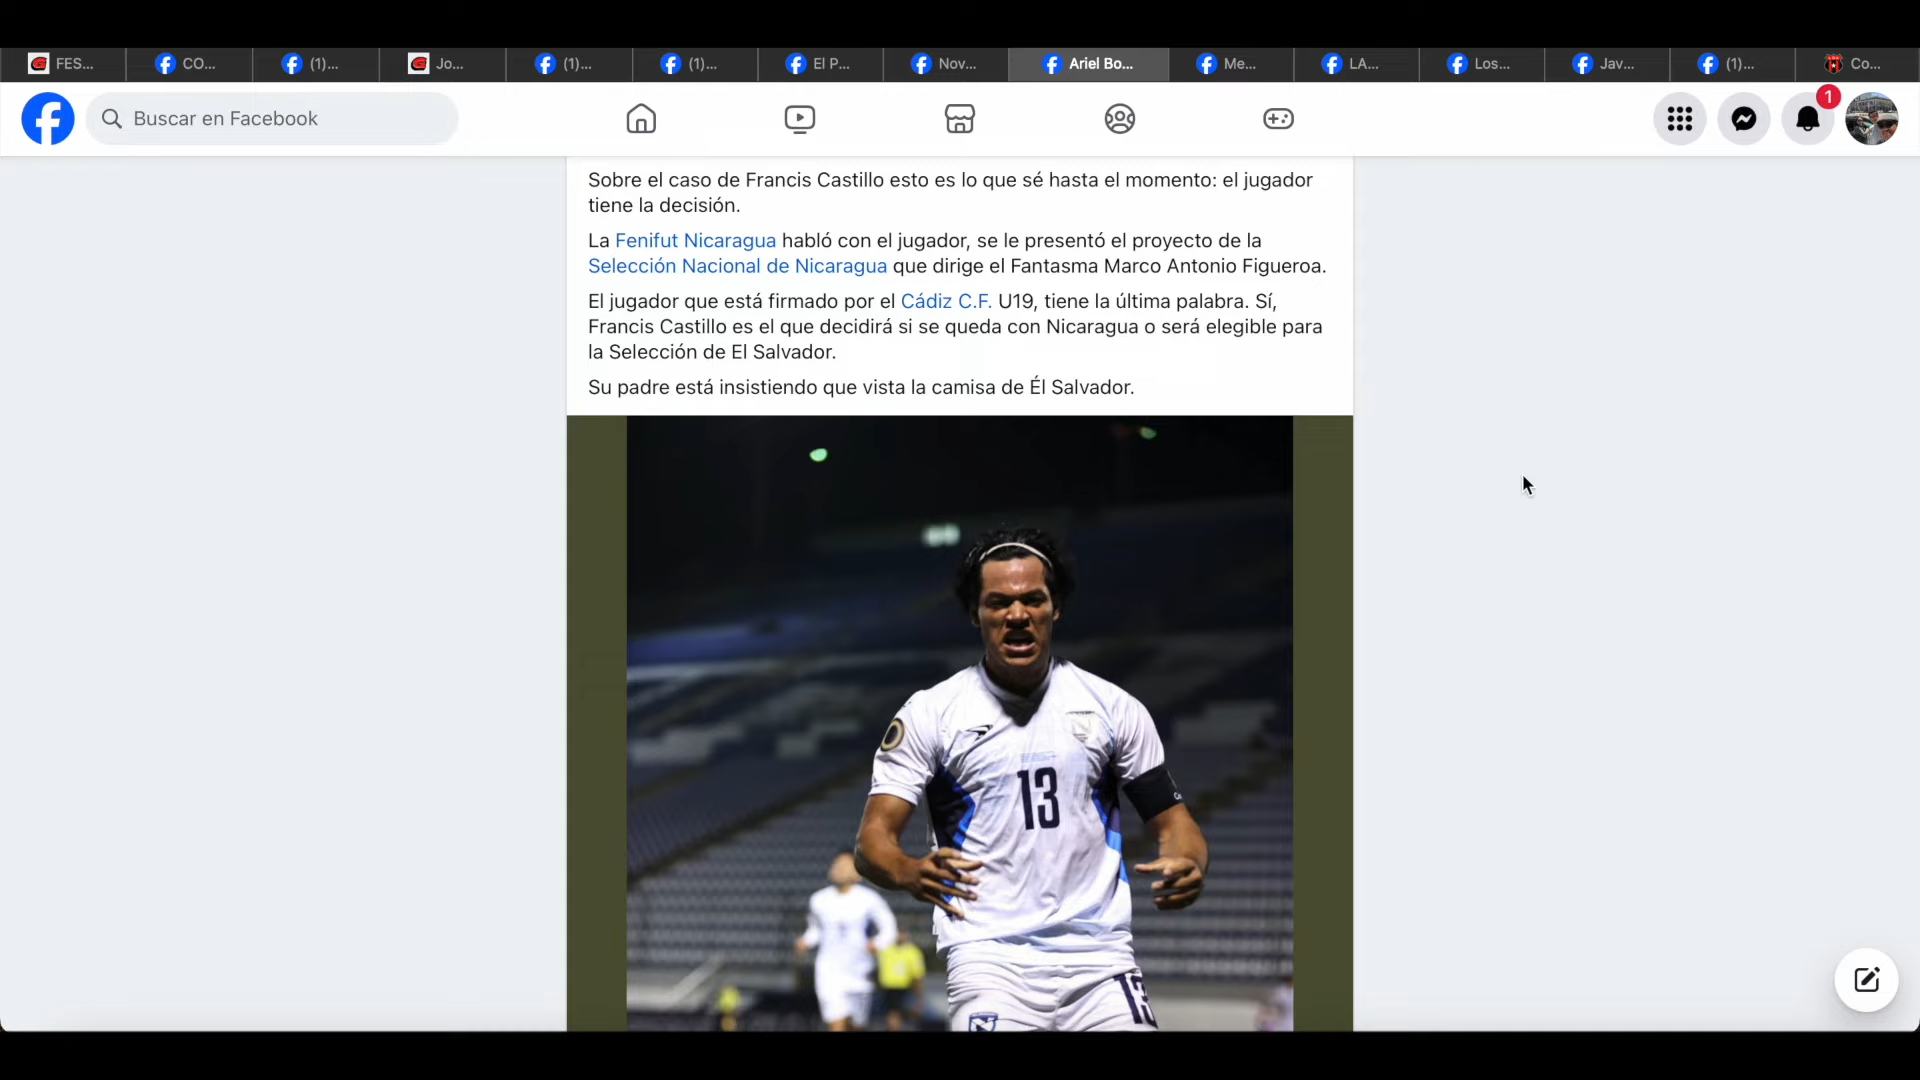 FES...
CO...
(1)...
Jo...
(1)...
(1)...
El P...
Nov...
Ariel Bo...
Me...
LA...
Los...
Jav...
(1)...
Co...
Buscar en Facebook
1
Sobre el caso de Francis Castillo esto es lo que sé hasta el momento: el jugador
tiene la decisión.
La Fenifut Nicaragua habló con el jugador, se le presentó el proyecto de la
Selección Nacional de Nicaragua que dirige el Fantasma Marco Antonio Figueroa.
El jugador que está firmado por el Cádiz C.F. U19, tiene la última palabra. Sí,
Francis Castillo es el que decidirá si se queda con Nicaragua o será elegible para
la Selección de El Salvador.
Su padre está insistiendo que vista la camisa de Él Salvador.
13
13